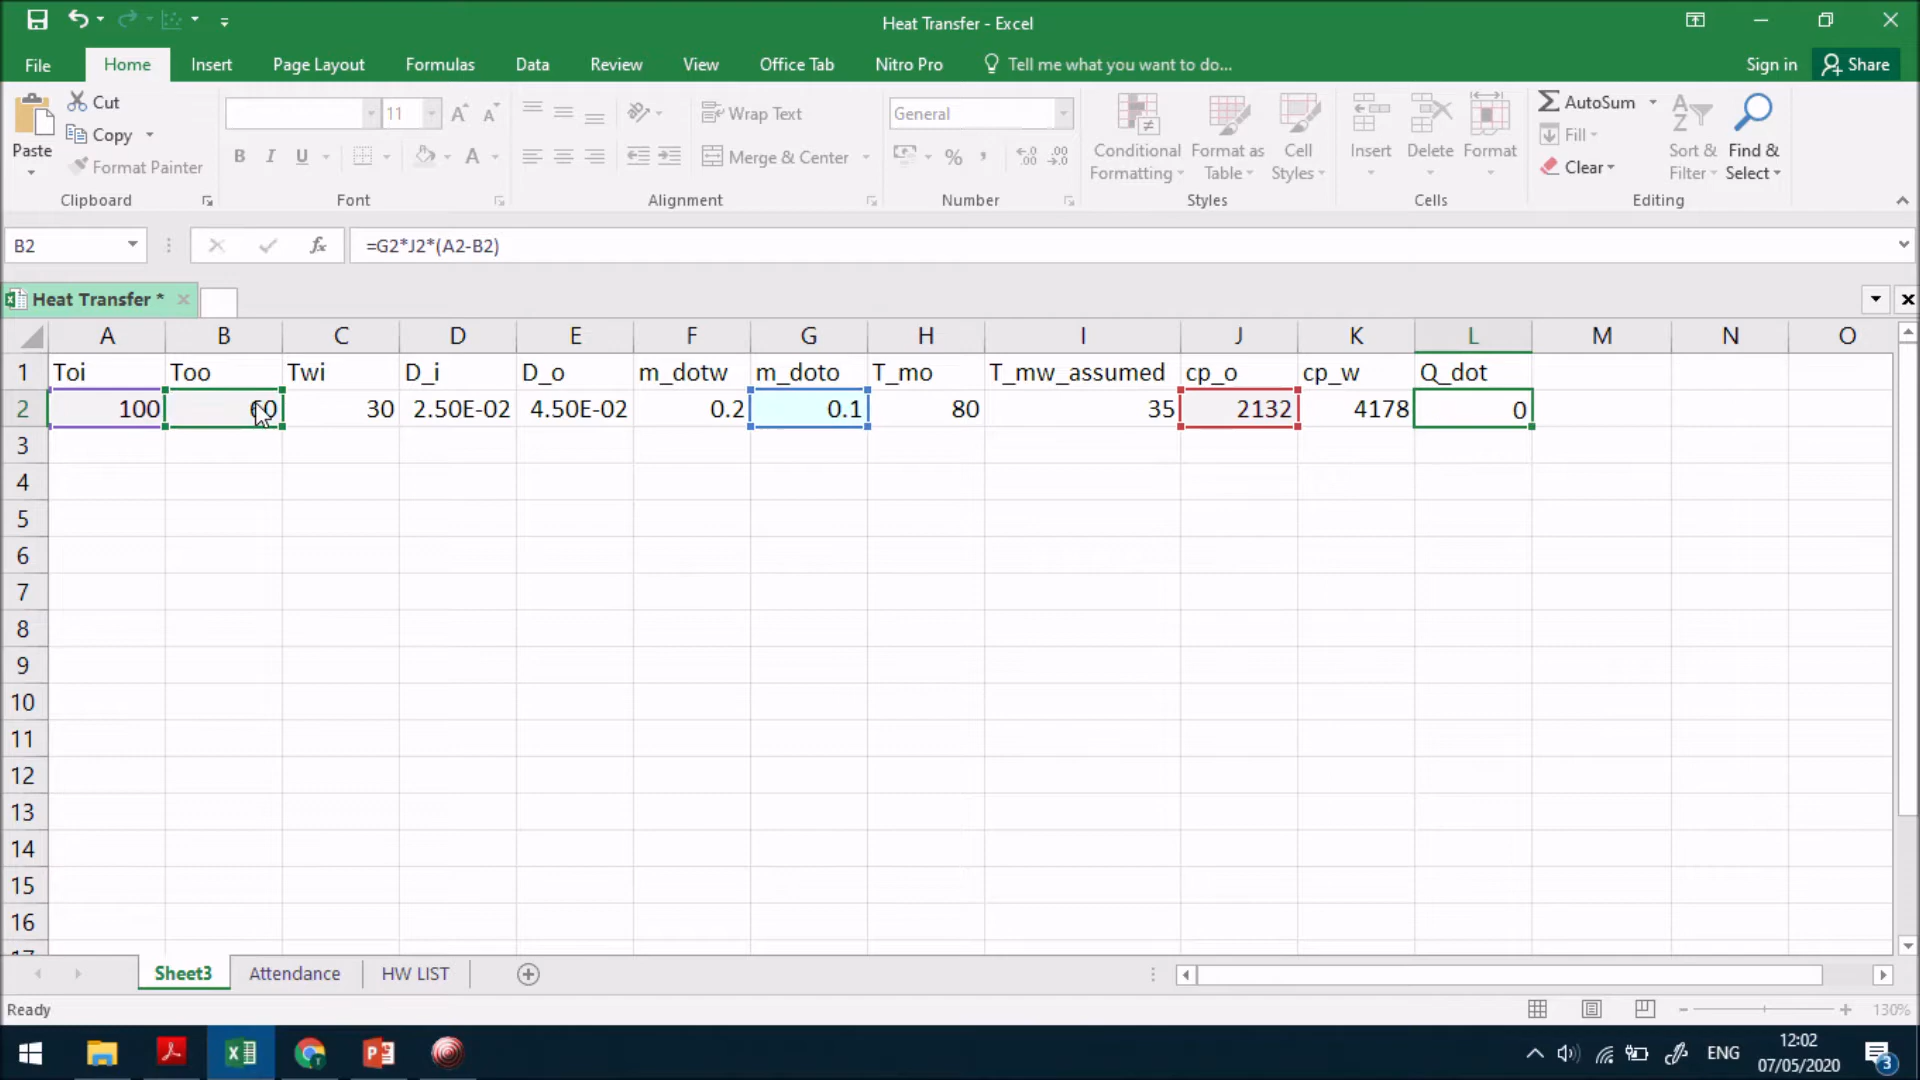 Heat Transfer - Excel
File Home Insert Page Layout Formulas Data Review View Office Tab Nitro Pro Tell me what you want to do... Sign in Share
Cut
Copy
Format Painter
Paste
Clipboard
11
B I U
Font
Wrap Text
Merge & Center
Alignment
General
%
Number
Conditional Formatting
Format as Table
Cell Styles
Styles
Insert
Delete
Format
Cells
AutoSum
Fill
Clear
Sort & Filter
Find & Select
Editing
B2 fx =G2*J2*(A2-B2)
Heat Transfer *
A B C D E F G H I J K L M N O
1 Toi Too Twi D_i D_o m_dotw m_doto T_mo T_mw_assumed cp_o cp_w Q_dot
2 100 60 30 2.50E-02 4.50E-02 0.2 0.1 80 35 2132 4178 0
3
4
5
6
7
8
9
10
11
12
13
14
15
16
Sheet3 Attendance HW LIST
Ready 130%
ENG
12:02
07/05/2020
3